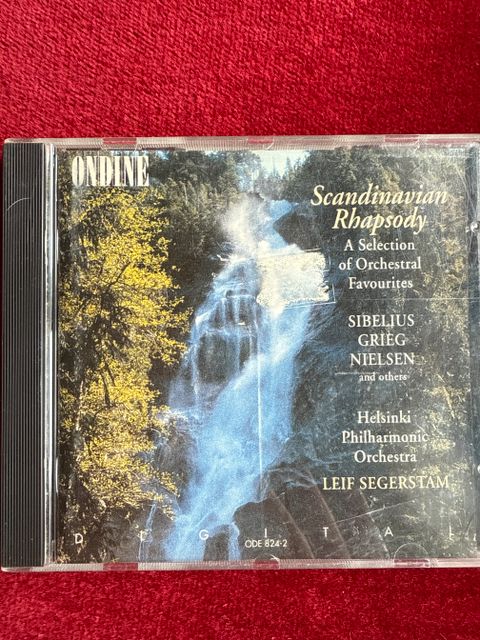 ONDINE
Scandinavian
Rhapsody
A Selection
of Orchestral
Favourites
SIBELIUS
GRIEG
NIELSEN
and others
Helsinki
Philharmonic
Orchestra
LEIF SEGERSTAM
DIGITAL
ODE 824-2